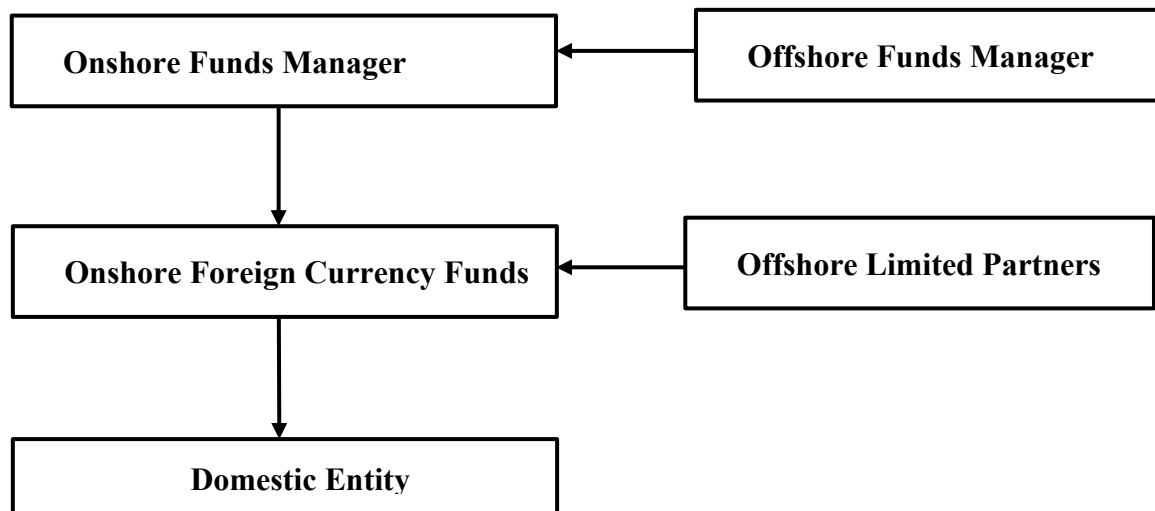 Onshore Funds Manager
Offshore Funds Manager
Onshore Foreign Currency Funds
Offshore Limited Partners
Domestic Entity